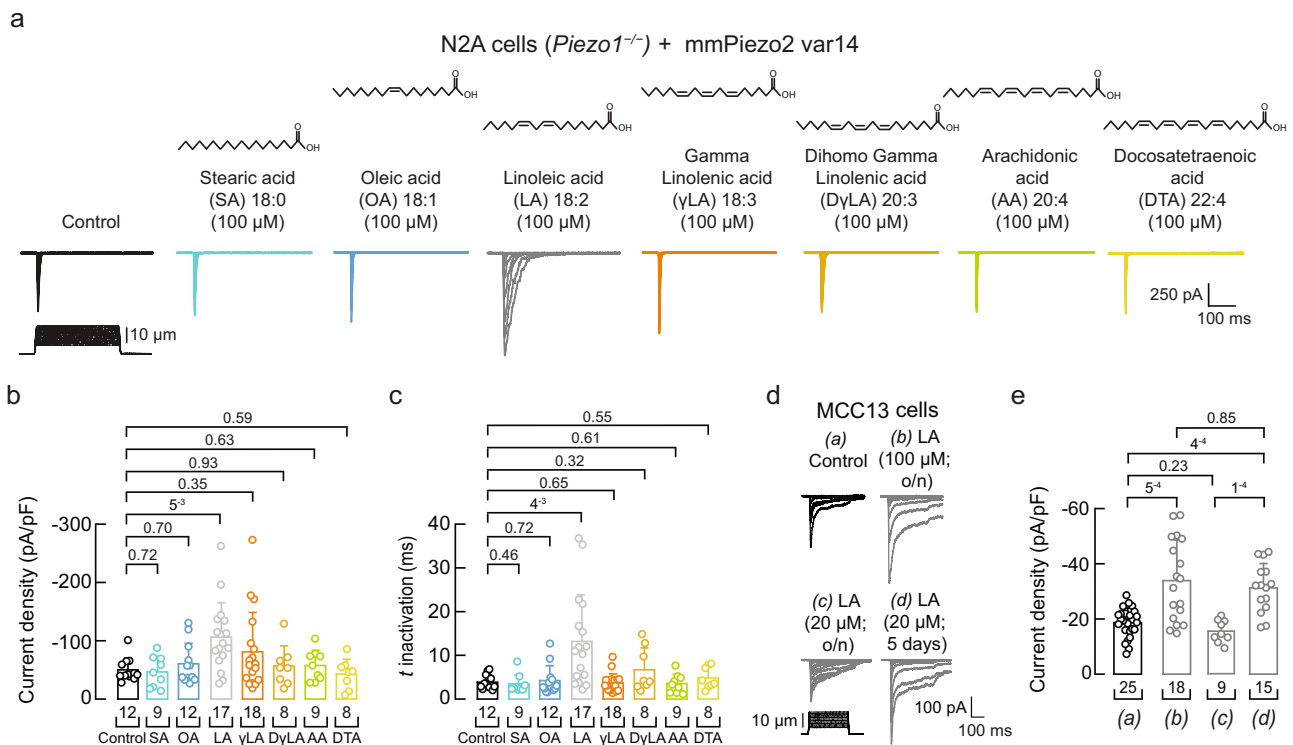 a
N2A cells (Piezo1⁻/⁻) + mmPiezo2 var14
O
OH
O
OH
O
OH
O
OH
O
OH
O
OH
O
OH
Control
Stearic acid
(SA) 18:0
(100 µM)
Oleic acid
(OA) 18:1
(100 µM)
Linoleic acid
(LA) 18:2
(100 µM)
Gamma
Linolenic acid
(γLA) 18:3
(100 µM)
Dihomo Gamma
Linolenic acid
(DγLA) 20:3
(100 µM)
Arachidonic
acid
(AA) 20:4
(100 µM)
Docosatetraenoic
acid
(DTA) 22:4
(100 µM)
10 µm
250 pA
100 ms
b
0.59
0.63
0.93
0.35
5⁻³
0.70
0.72
Current density (pA/pF)
-300
-200
-100
0
12 9 12 17 18 8 9 8
Control SA OA LA γLA DγLA AA DTA
c
0.55
0.61
0.32
0.65
4⁻³
0.72
0.46
t inactivation (ms)
40
30
20
10
0
12 9 12 17 18 8 9 8
Control SA OA LA γLA DγLA AA DTA
d
MCC13 cells
(a)
Control
(b) LA
(100 µM;
o/n)
(c) LA
(20 µM;
o/n)
(d) LA
(20 µM;
5 days)
10 µm
100 pA
100 ms
e
0.85
4⁻⁴
0.23
5⁻⁴ 1⁻⁴
Current density (pA/pF)
-60
-40
-20
0
25 18 9 15
(a) (b) (c) (d)